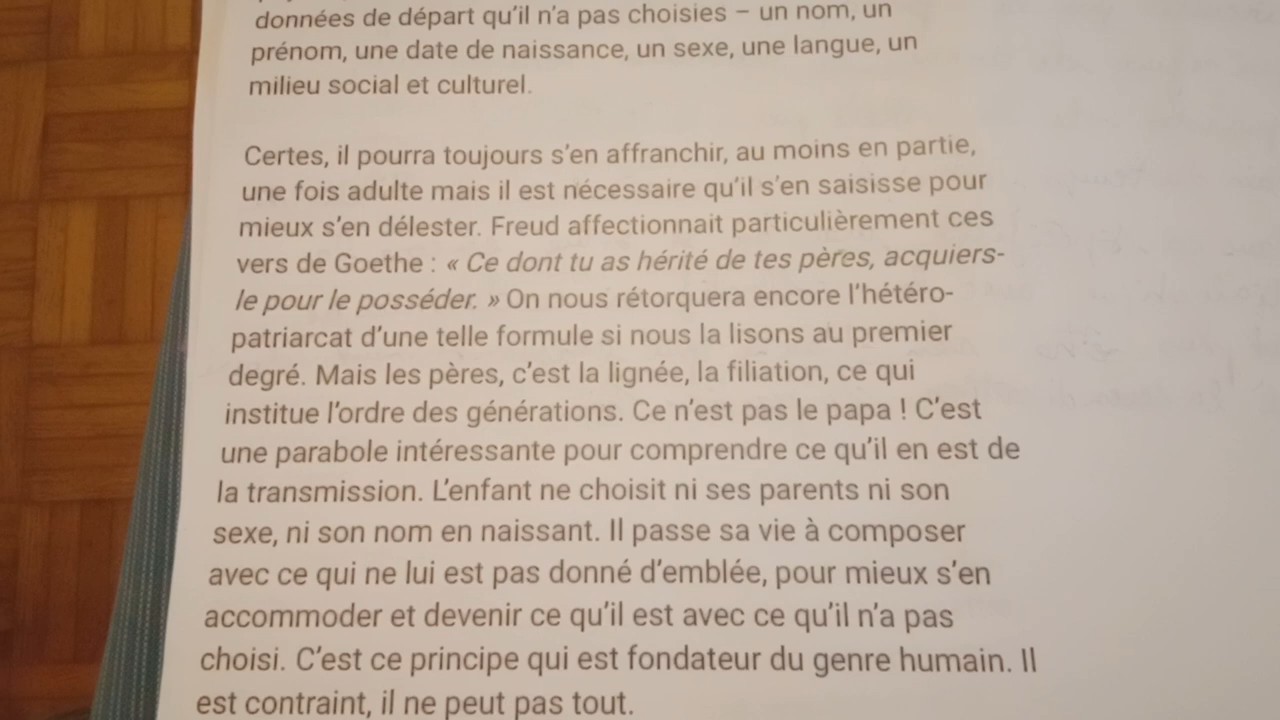 données de départ qu'il n'a pas choisies – un nom, un
prénom, une date de naissance, un sexe, une langue, un
milieu social et culturel.
Certes, il pourra toujours s'en affranchir, au moins en partie,
une fois adulte mais il est nécessaire qu'il s'en saisisse pour
mieux s'en délester. Freud affectionnait particulièrement ces
vers de Goethe : « Ce dont tu as hérité de tes pères, acquiers-
le pour le posséder. » On nous rétorquera encore l'hétéro-
patriarcat d'une telle formule si nous la lisons au premier
degré. Mais les pères, c'est la lignée, la filiation, ce qui
institue l'ordre des générations. Ce n'est pas le papa ! C'est
une parabole intéressante pour comprendre ce qu'il en est de
la transmission. L'enfant ne choisit ni ses parents ni son
sexe, ni son nom en naissant. Il passe sa vie à composer
avec ce qui ne lui est pas donné d'emblée, pour mieux s'en
accommoder et devenir ce qu'il est avec ce qu'il n'a pas
choisi. C'est ce principe qui est fondateur du genre humain. Il
est contraint, il ne peut pas tout.